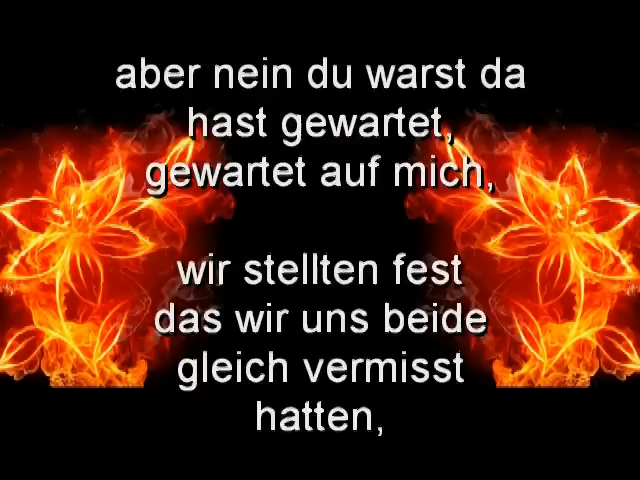 aber nein du warst da
hast gewartet,
gewartet auf mich,
wir stellten fest
das wir uns beide
gleich vermisst
hatten,